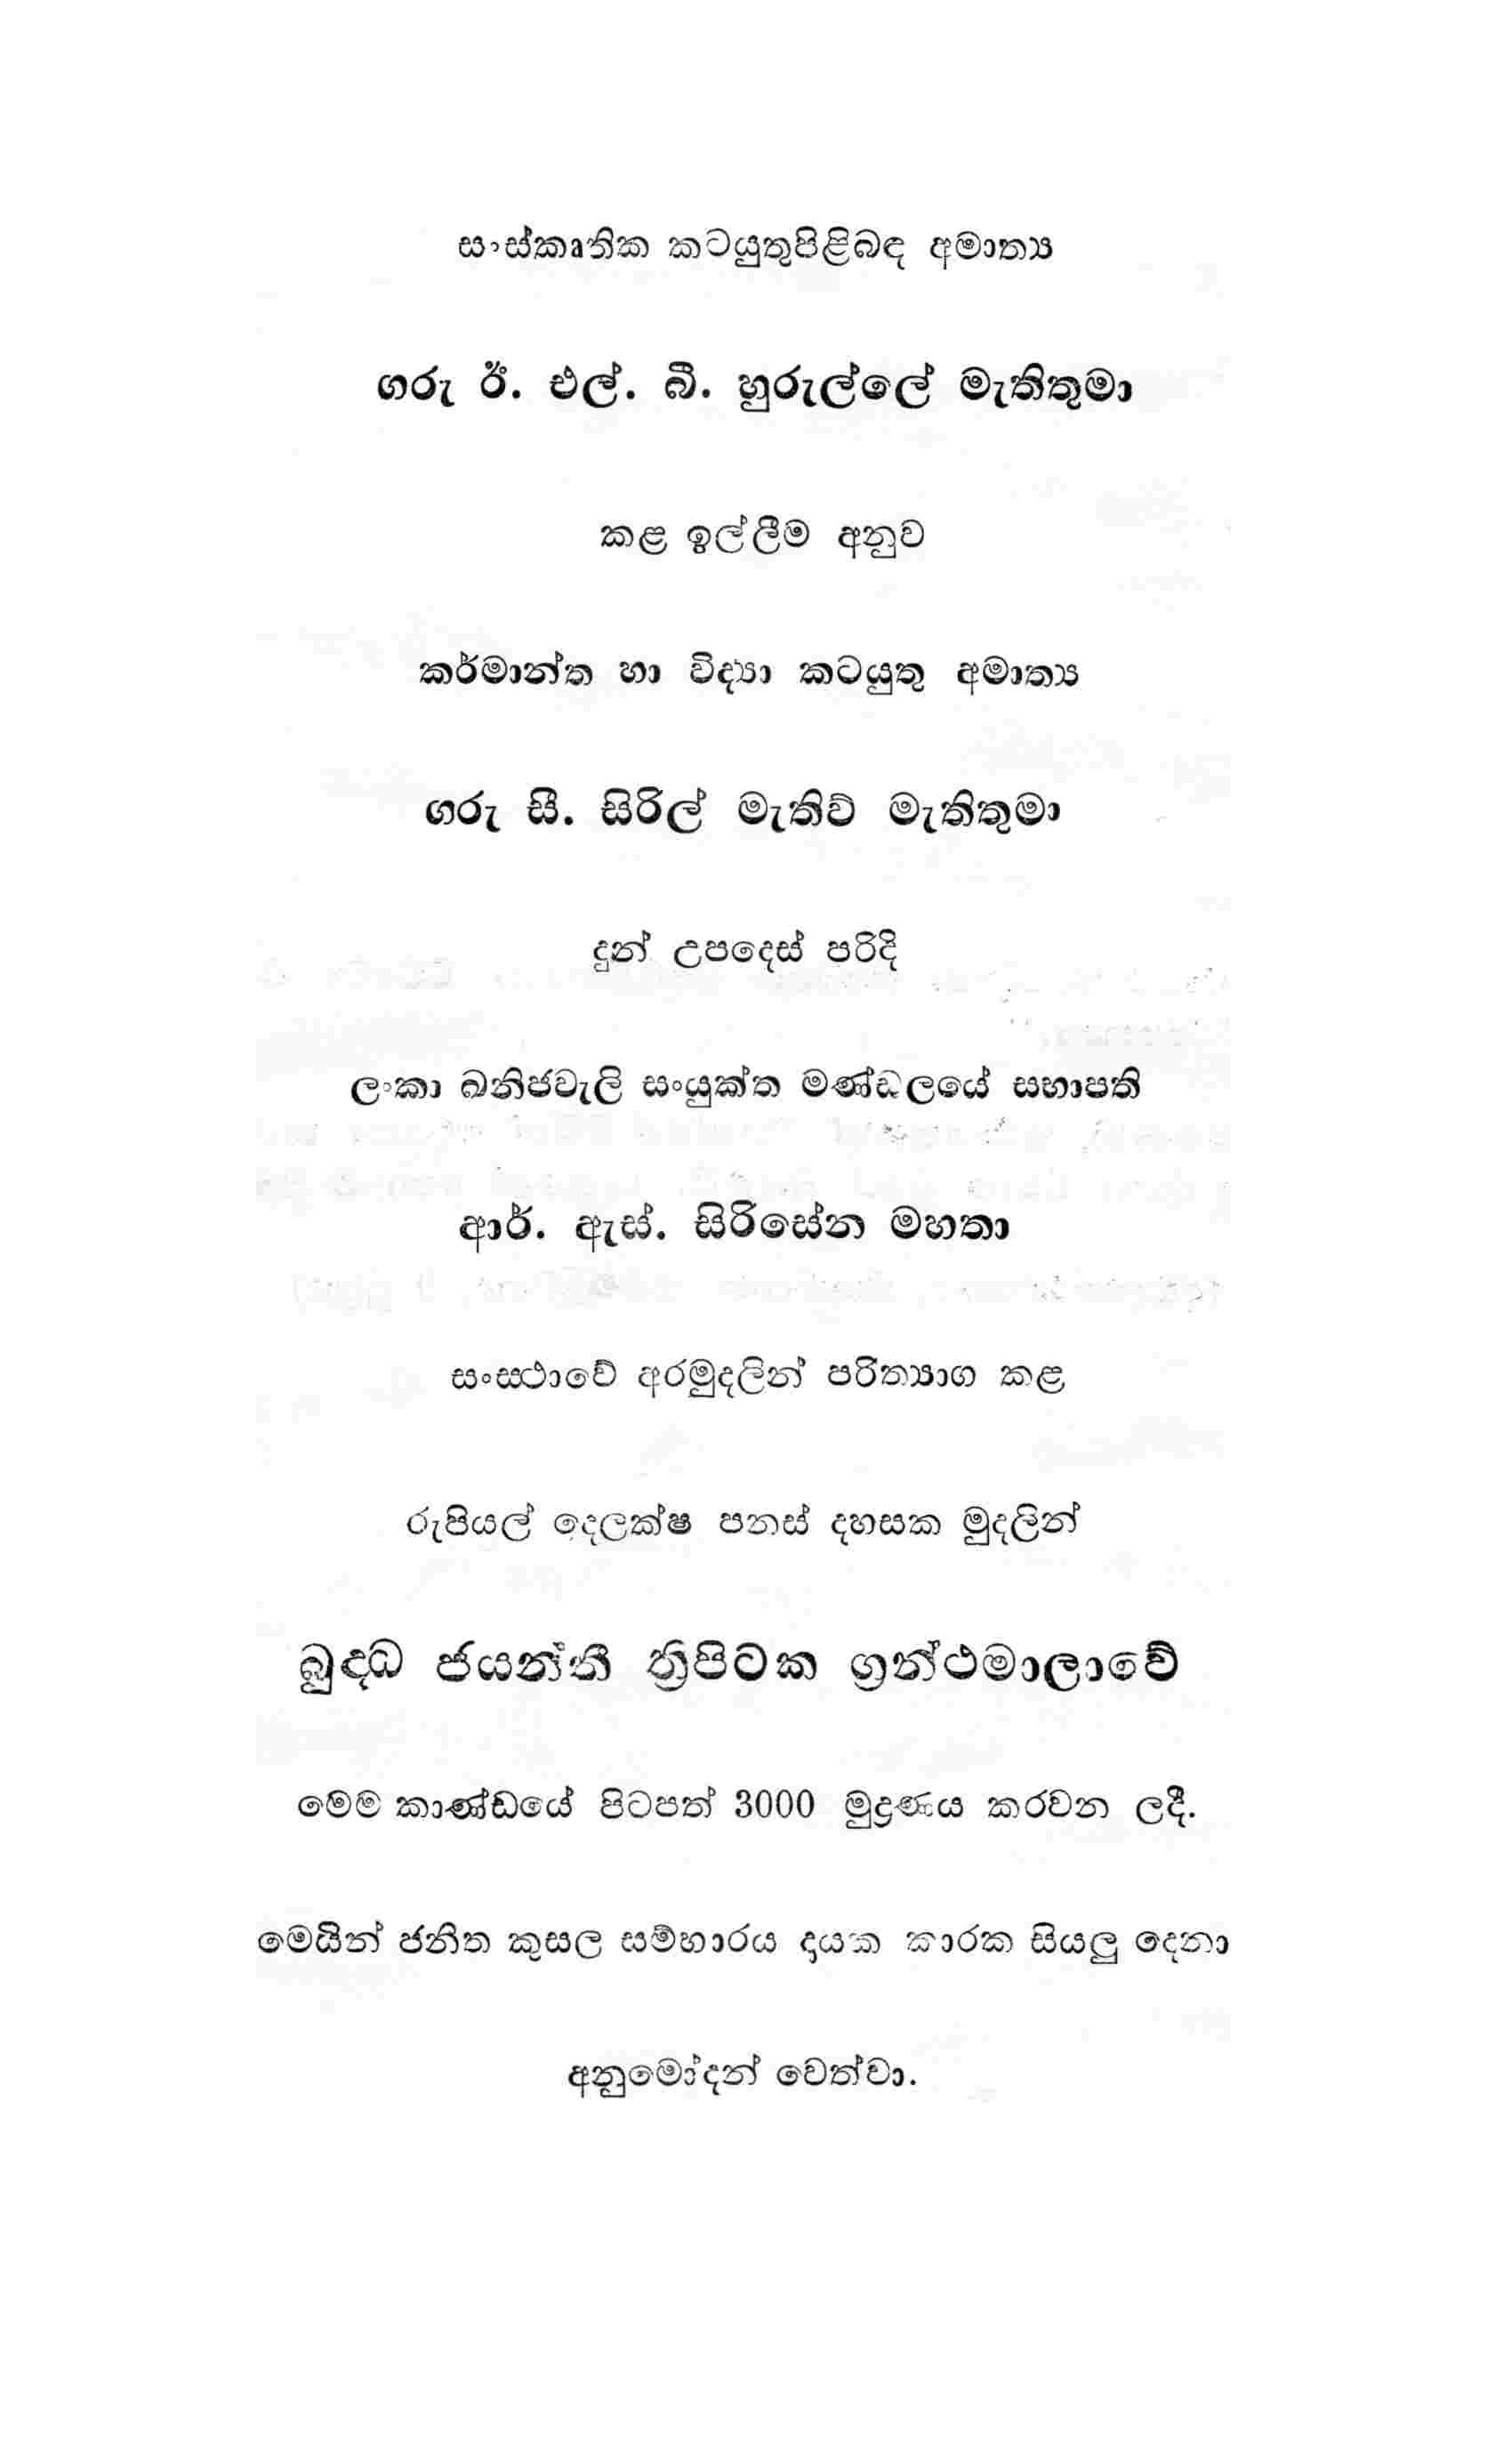 සංස්කෘතික කටයුතුපිළිබඳ අමාත්‍ය
ගරු ඊ. එල්. බී. හුරුල්ලේ මැතිතුමා
කළ ඉල්ලීම අනුව
කර්මාන්ත හා විද්‍යා කටයුතු අමාත්‍ය
ගරු සී. සිරිල් මැතිව් මැතිතුමා
දුන් උපදෙස් පරිදි
ලංකා ඛනිජවැලි සංයුක්ත මණ්ඩලයේ සභාපති
ආර්. ඇස්. සිරිසේන මහතා
සංස්ථාවේ අරමුදලින් පරිත්‍යාග කළ
රුපියල් දෙලක්ෂ පනස් දහසක මුදලින්
බුද්ධ ජයන්තී ත්‍රිපිටක ග්‍රන්ථමාලාවේ
මෙම කාණ්ඩයේ පිටපත් 3000 මුද්‍රණය කරවන ලදී.
මෙයින් ජනිත කුසල සම්භාරය දායක කාරක සියලු දෙනා
අනුමෝදන් වෙත්වා.